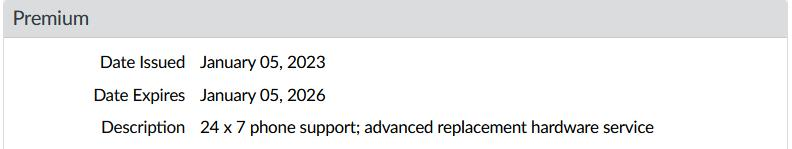 Premium
Date Issued January 05, 2023
Date Expires January 05, 2026
Description 24 x 7 phone support; advanced replacement hardware service